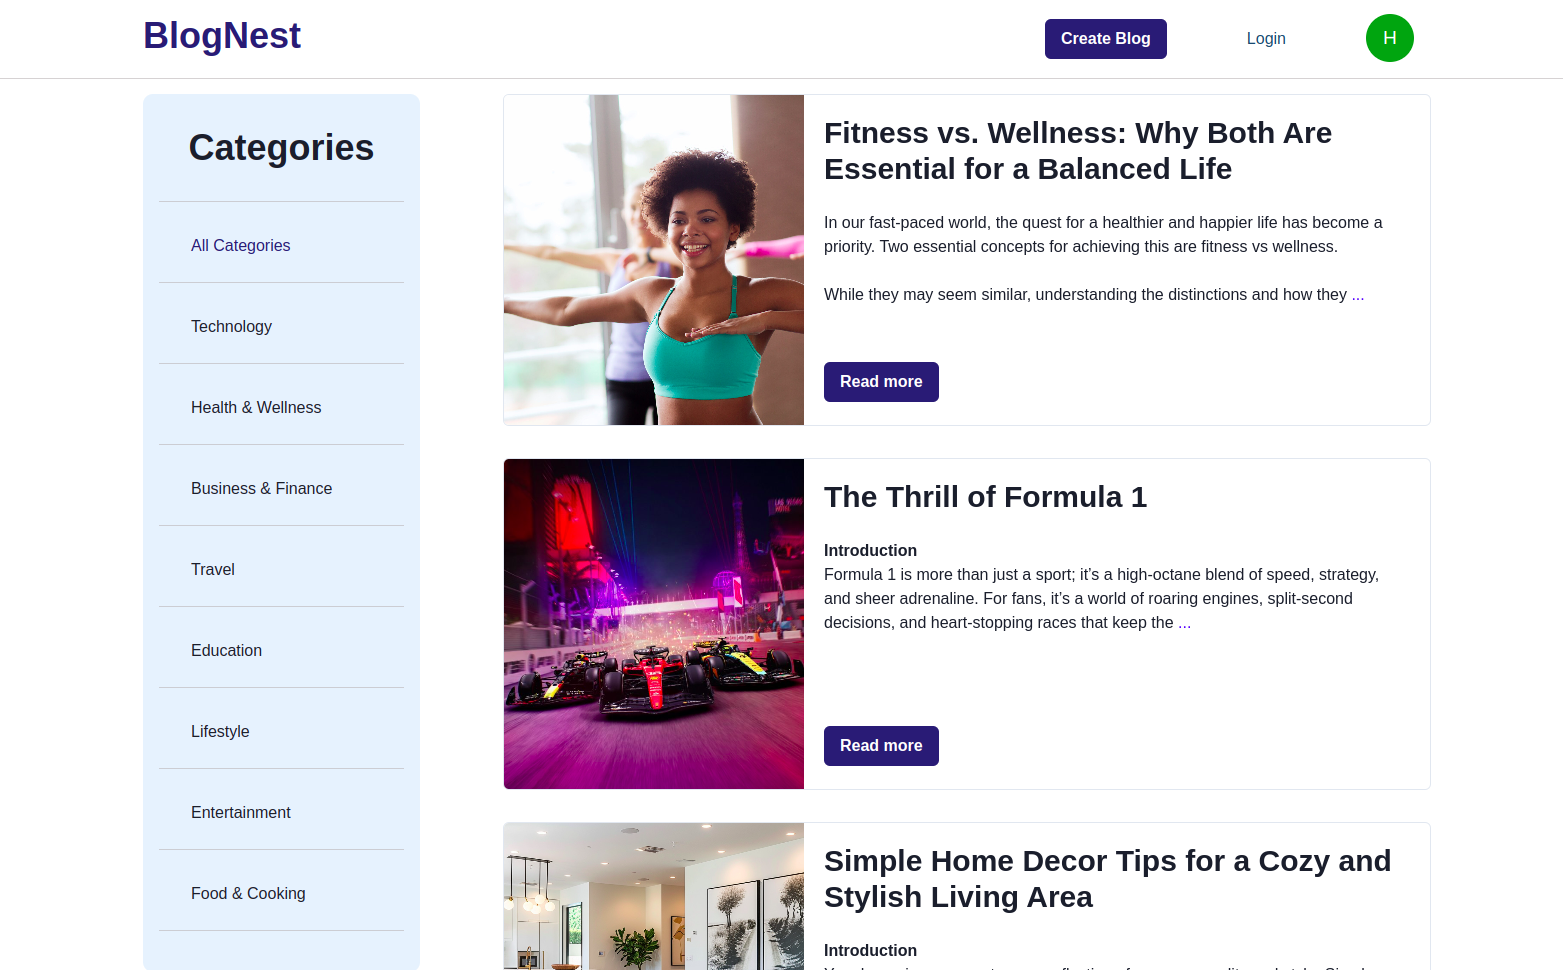 BlogNest
Create Blog
Login
H
Categories
All Categories
Technology
Health & Wellness
Business & Finance
Travel
Education
Lifestyle
Entertainment
Food & Cooking
Fitness vs. Wellness: Why Both Are
Essential for a Balanced Life
In our fast-paced world, the quest for a healthier and happier life has become a
priority. Two essential concepts for achieving this are fitness vs wellness.
While they may seem similar, understanding the distinctions and how they ...
Read more
The Thrill of Formula 1
Introduction
Formula 1 is more than just a sport; it’s a high-octane blend of speed, strategy,
and sheer adrenaline. For fans, it’s a world of roaring engines, split-second
decisions, and heart-stopping races that keep the ...
Read more
Simple Home Decor Tips for a Cozy and
Stylish Living Area
Introduction